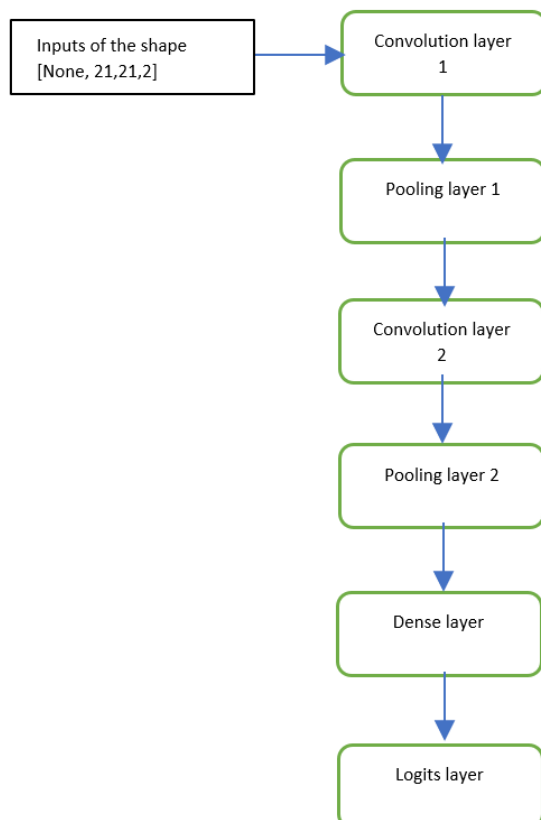 Inputs of the shape
[None, 21,21,2]
Convolution layer
1
Pooling layer 1
Convolution layer
2
Pooling layer 2
Dense layer
Logits layer